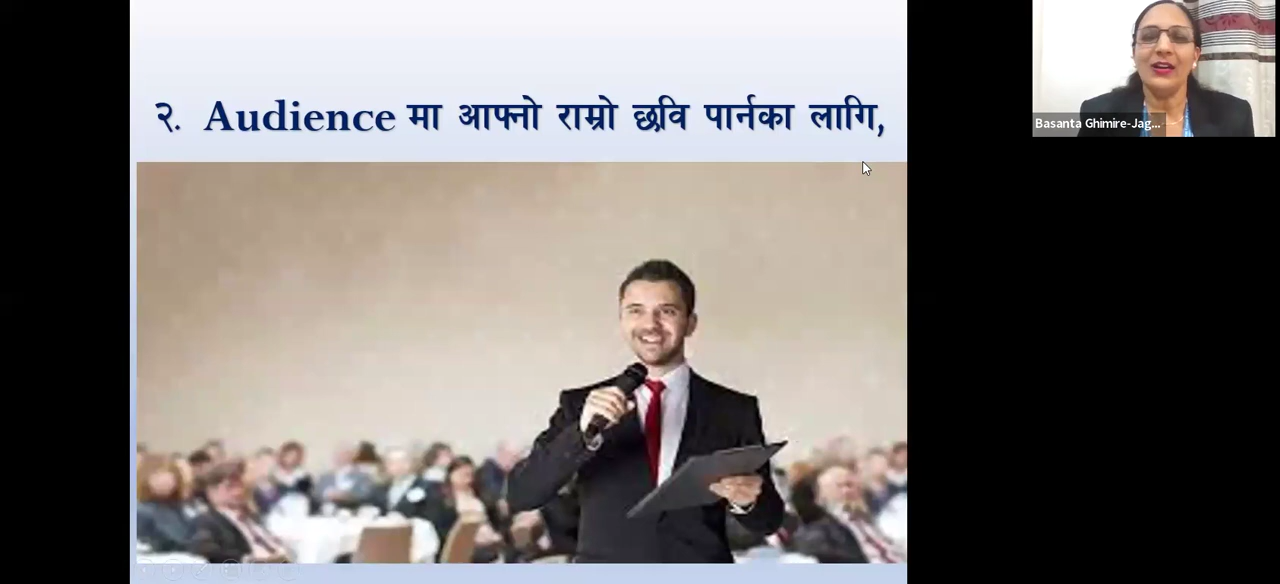 २. Audience मा आफ्नो राम्रो छवि पार्नका लागि,
Basanta Ghimire-Jag...